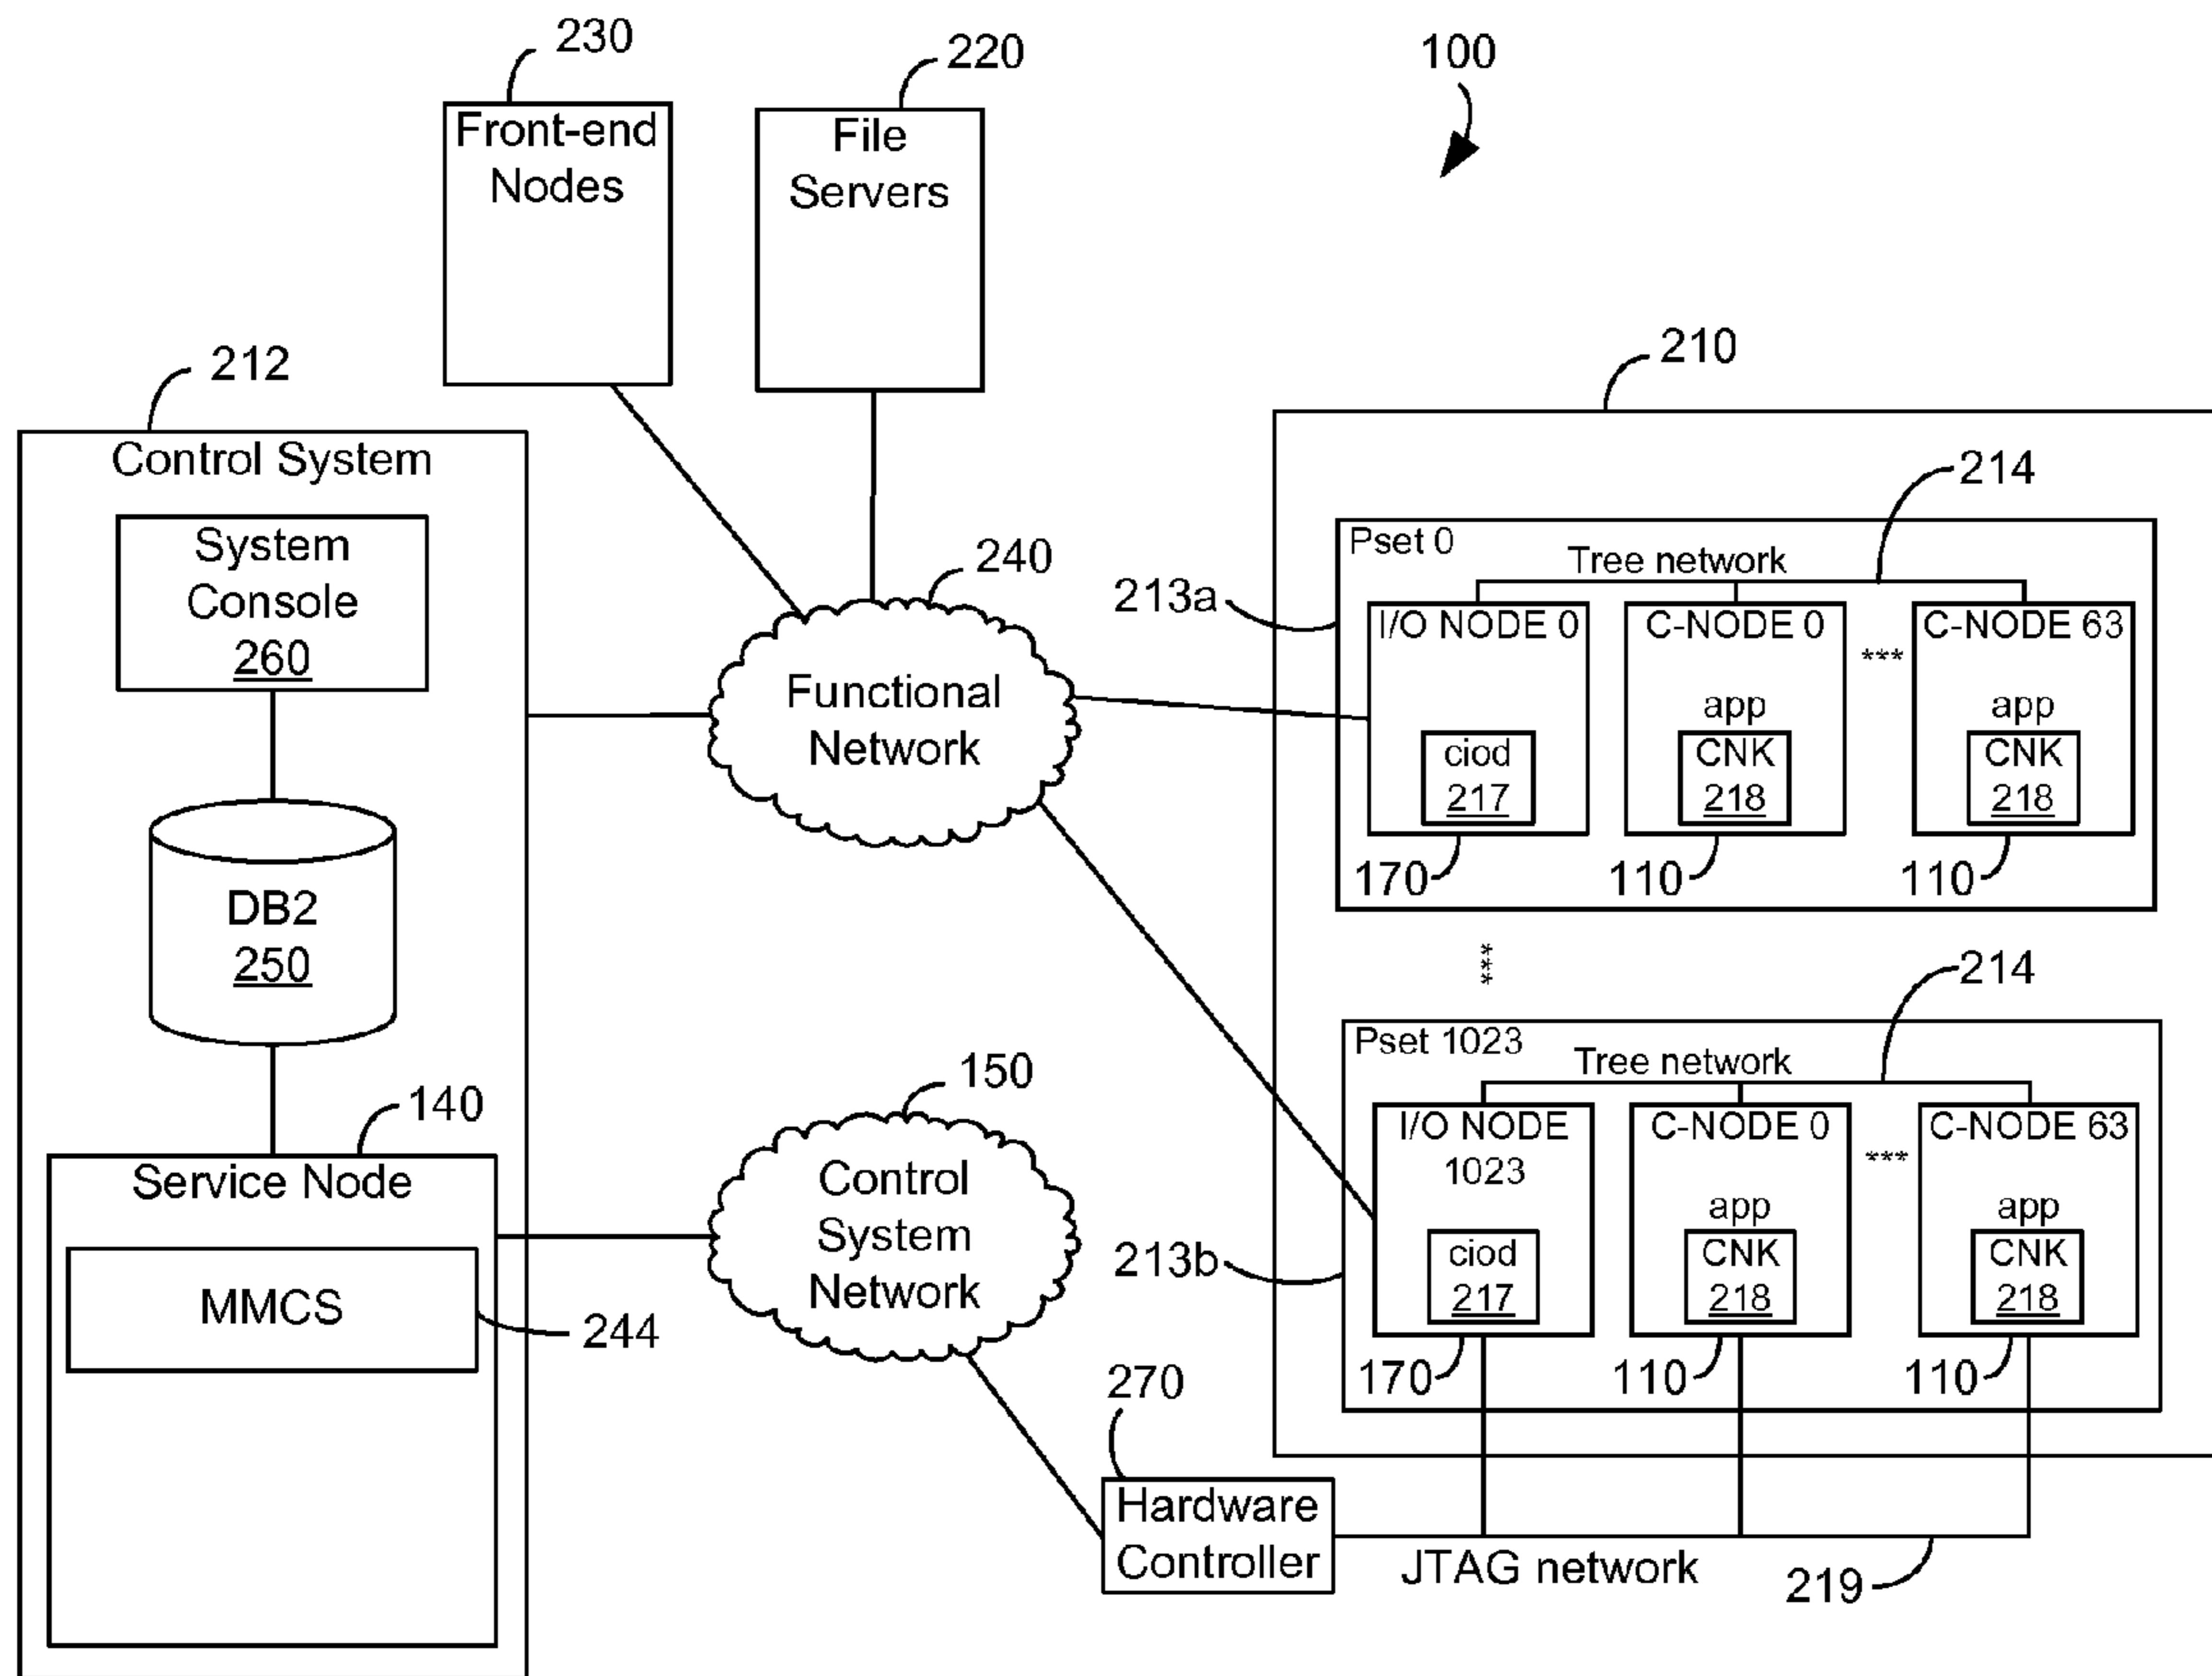 230
220
100
Front-end
Nodes
File
Servers
212
210
Control System
System
Console
260
214
Pset 0
Tree network
240
213a
I/O NODE 0
C-NODE 0
C-NODE 63
***
Functional
Network
app
app
ciod
217
CNK
218
CNK
218
170
110
110
DB2
250
****
214
Pset 1023
Tree network
150
140
I/O NODE
1023
C-NODE 0
C-NODE 63
***
Service Node
Control
System
Network
app
app
213b
ciod
217
CNK
218
CNK
218
MMCS
244
170
110
110
270
Hardware
Controller
JTAG network
219